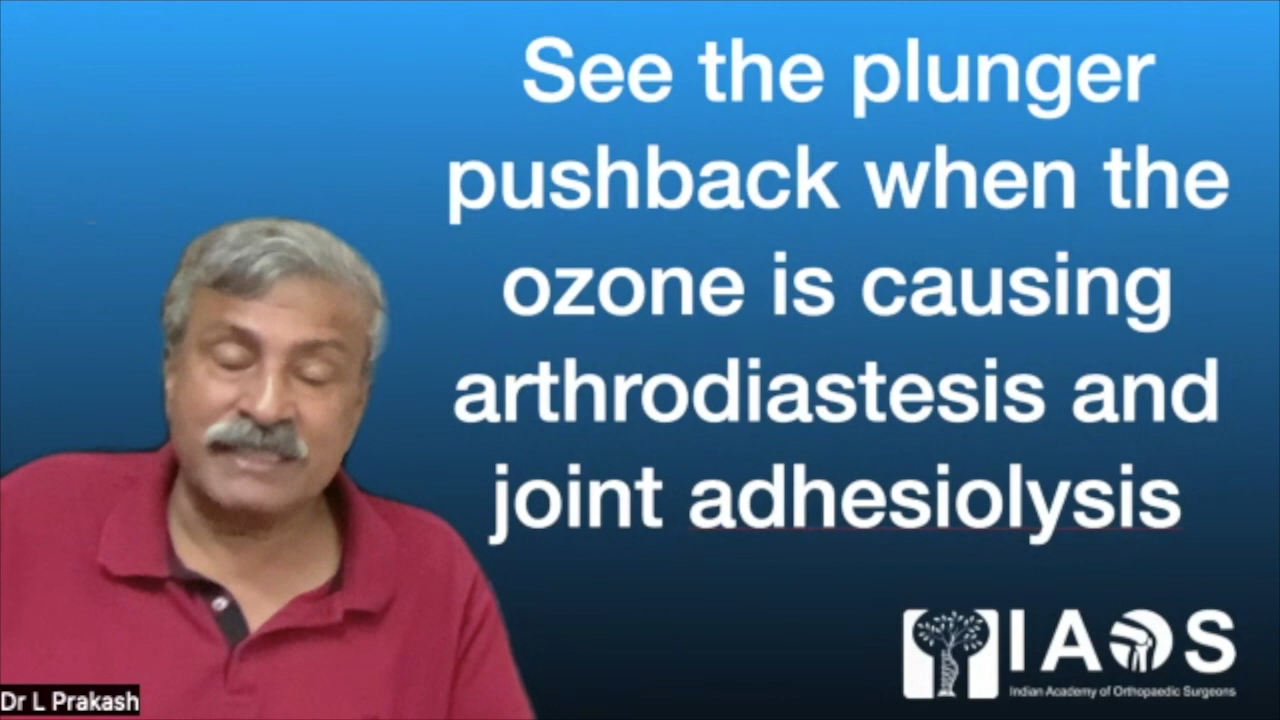 See the plunger
pushback when the
ozone is causing
arthrodiastesis and
joint adhesiolysis
IAOS
Indian Academy of Orthopaedic Surgeons
Dr L Prakash